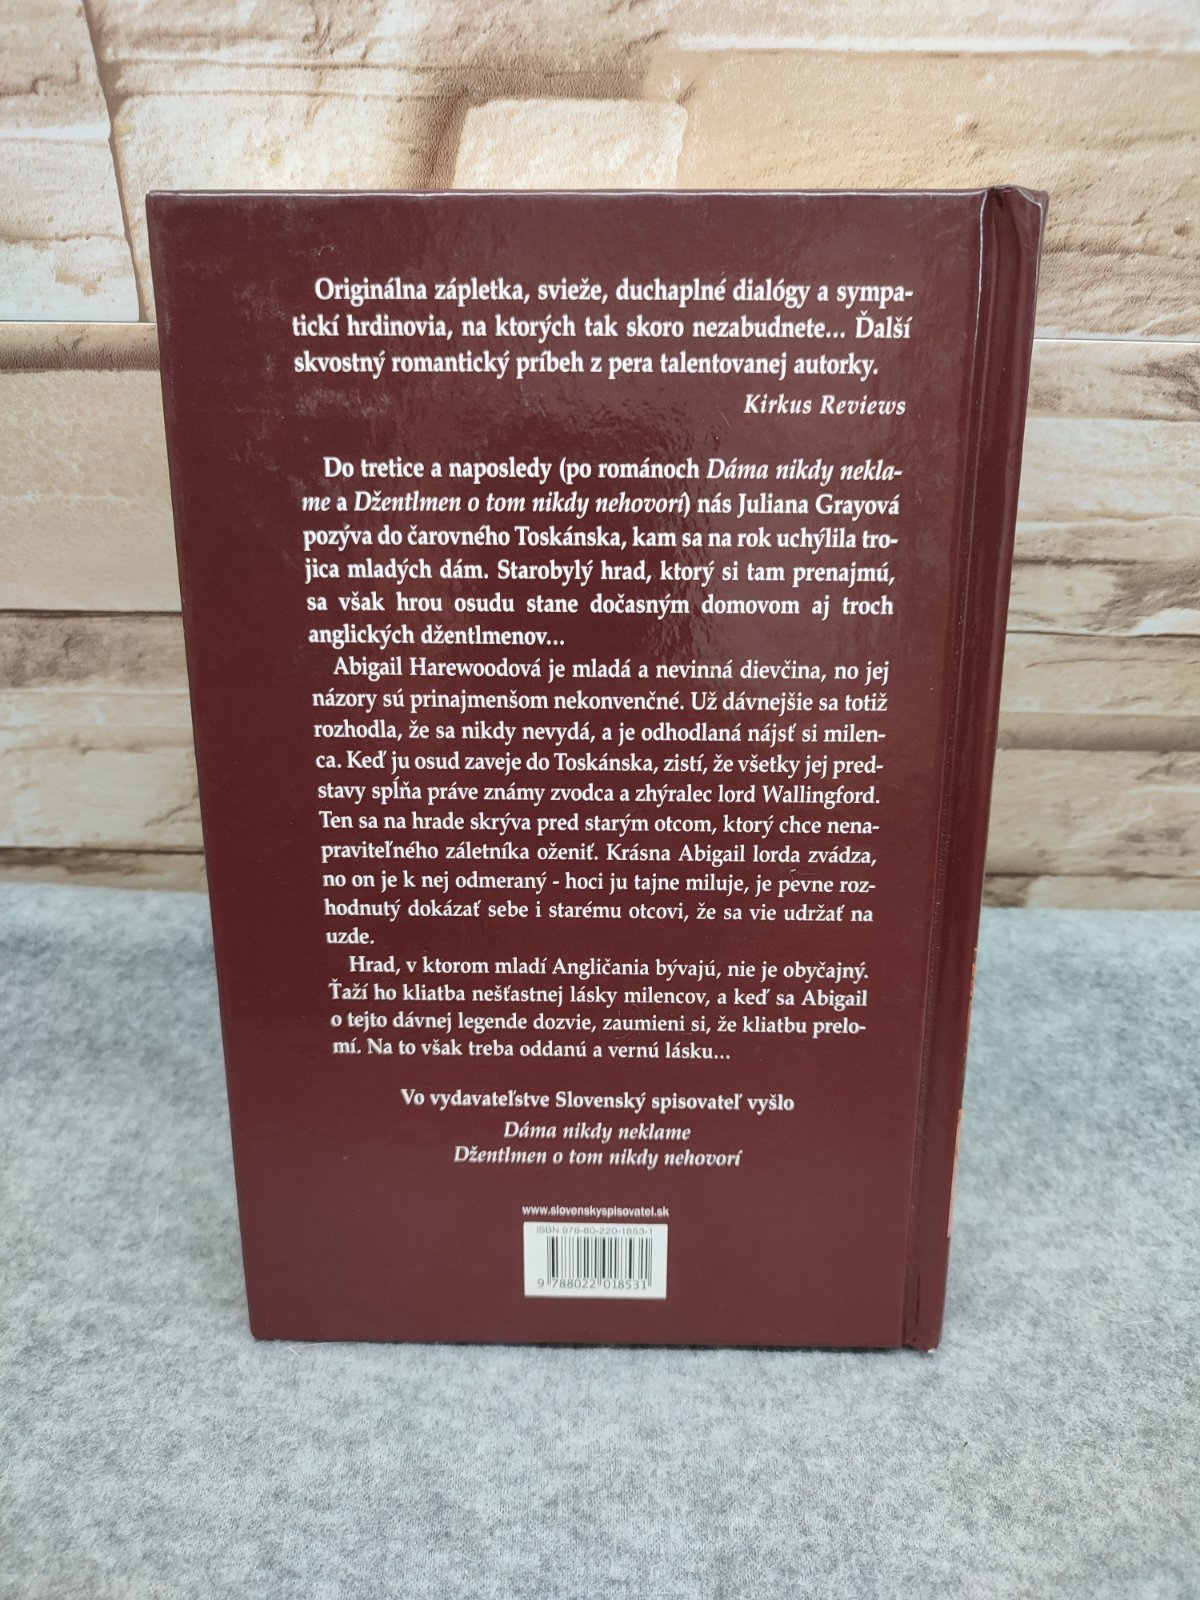 Originálna zápletka, svieže, duchaplné dialógy a sympa-
tickí hrdinovia, na ktorých tak skoro nezabudnete... Ďalší
skvostný romantický príbeh z pera talentovanej autorky.
Kirkus Reviews
Do tretice a naposledy (po románoch Dáma nikdy nekla-
me a Džentlmen o tom nikdy nehovorí) nás Juliana Grayová
pozýva do čarovného Toskánska, kam sa na rok uchýlila tro-
jica mladých dám. Starobylý hrad, ktorý si tam prenajmú,
sa však hrou osudu stane dočasným domovom aj troch
anglických džentlmenov...
Abigail Harewoodová je mladá a nevinná dievčina, no jej
názory sú prinajmenšom nekonvenčné. Už dávnejšie sa totiž
rozhodla, že sa nikdy nevydá, a je odhodlaná nájsť si milen-
ca. Keď ju osud zaveje do Toskánska, zistí, že všetky jej pred-
stavy spĺňa práve známy zvodca a zhýralec lord Wallingford.
Ten sa na hrade skrýva pred starým otcom, ktorý chce nena-
praviteľného záletníka oženiť. Krásna Abigail lorda zvádza,
no on je k nej odmeraný - hoci ju tajne miluje, je pevne roz-
hodnutý dokázať sebe i starému otcovi, že sa vie udržať na
uzde.
Hrad, v ktorom mladí Angličania bývajú, nie je obyčajný.
Ťaží ho kliatba nešťastnej lásky milencov, a keď sa Abigail
o tejto dávnej legende dozvie, zaumieni si, že kliatbu prelo-
mí. Na to však treba oddanú a vernú lásku...
Vo vydavateľstve Slovenský spisovateľ vyšlo
Dáma nikdy neklame
Džentlmen o tom nikdy nehovorí
www.slovenskyspisovatel.sk
ISBN 978-80-220-1853-1
9 788022 018531